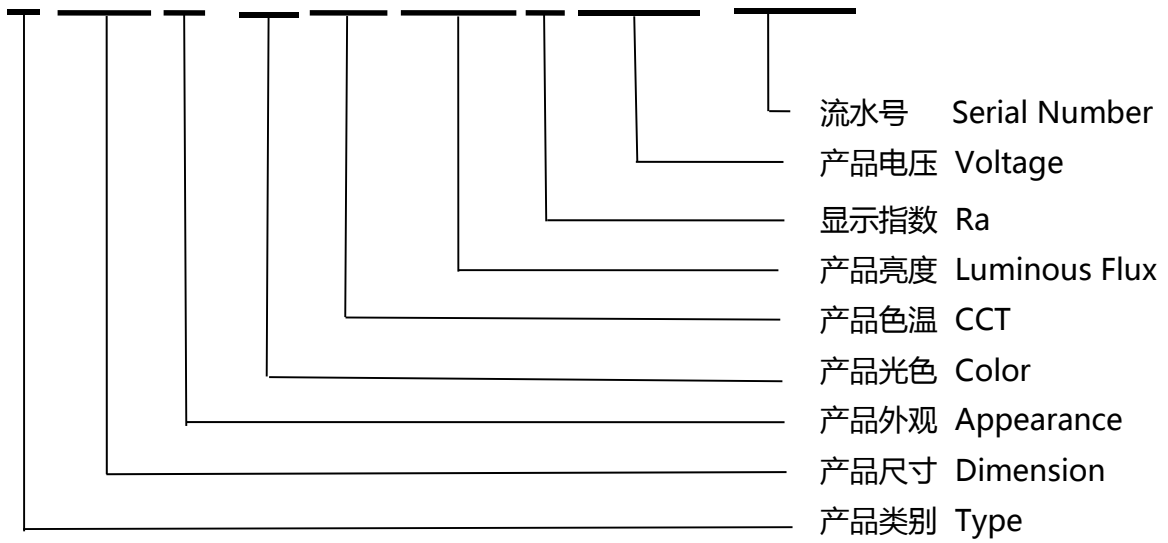 流水号 Serial Number
产品电压 Voltage
显示指数 Ra
产品亮度 Luminous Flux
产品色温 CCT
产品光色 Color
产品外观 Appearance
产品尺寸 Dimension
产品类别 Type